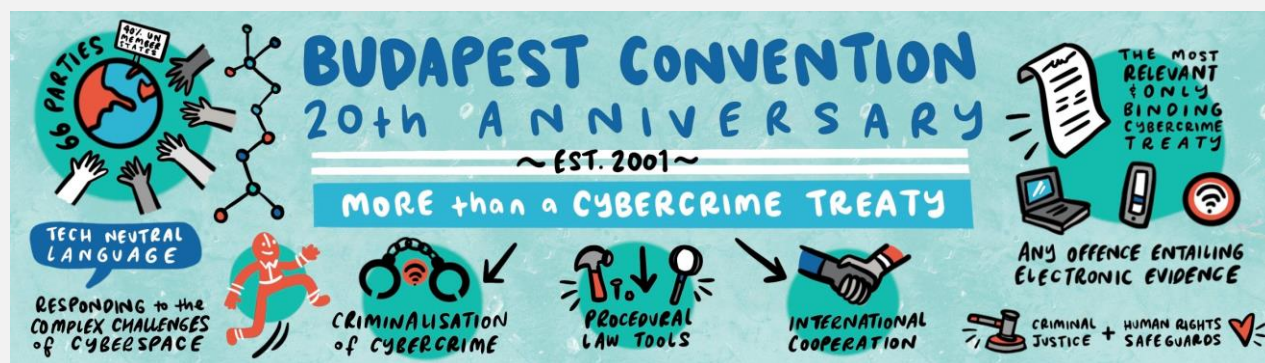 66 PARTIES
40% UN
MEMBER
STATES
BUDAPEST CONVENTION
20th ANNIVERSARY
~ EST. 2001 ~
MORE than a CYBERCRIME TREATY
THE MOST
RELEVANT
& ONLY
BINDING
CYBERCRIME
TREATY
TECH NEUTRAL
LANGUAGE
RESPONDING to the
COMPLEX CHALLENGES
of CYBERSPACE
CRIMINALISATION
of CYBERCRIME
PROCEDURAL
LAW TOOLS
INTERNATIONAL
COOPERATION
ANY OFFENCE ENTAILING
ELECTRONIC EVIDENCE
CRIMINAL
JUSTICE
+
HUMAN RIGHTS
SAFEGUARDS